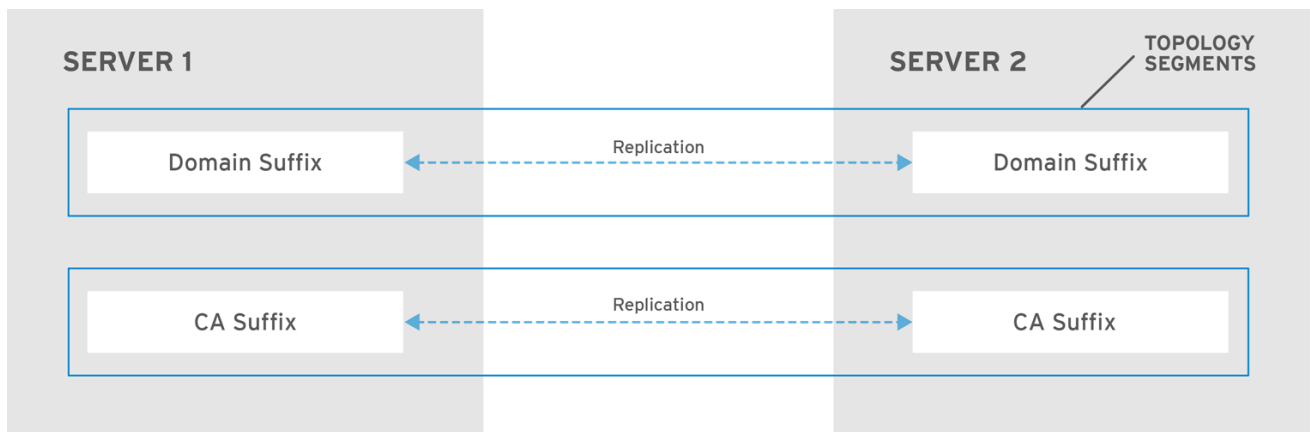 SERVER 1
SERVER 2
TOPOLOGY
SEGMENTS
Domain Suffix
Replication
Domain Suffix
CA Suffix
Replication
CA Suffix